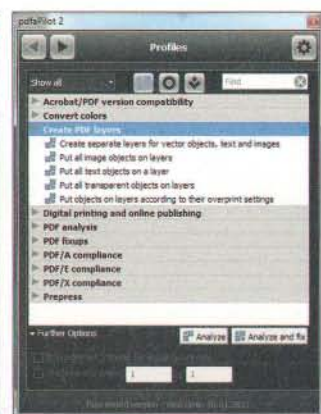 pdfaPilot 2
Profiles
Show all Find
Acrobat/PDF version compatibility
Convert colors
Create PDF layers
Create separate layers for vector objects, text and images
Put all image objects on layers
Put all text objects on a layer
Put all transparent objects on layers
Put objects on layers according to their overprint settings
Digital printing and online publishing
PDF analysis
PDF fixups
PDF/A compliance
PDF/E compliance
PDF/X compliance
Prepress
Further Options Analyze Analyze and fix
1 1